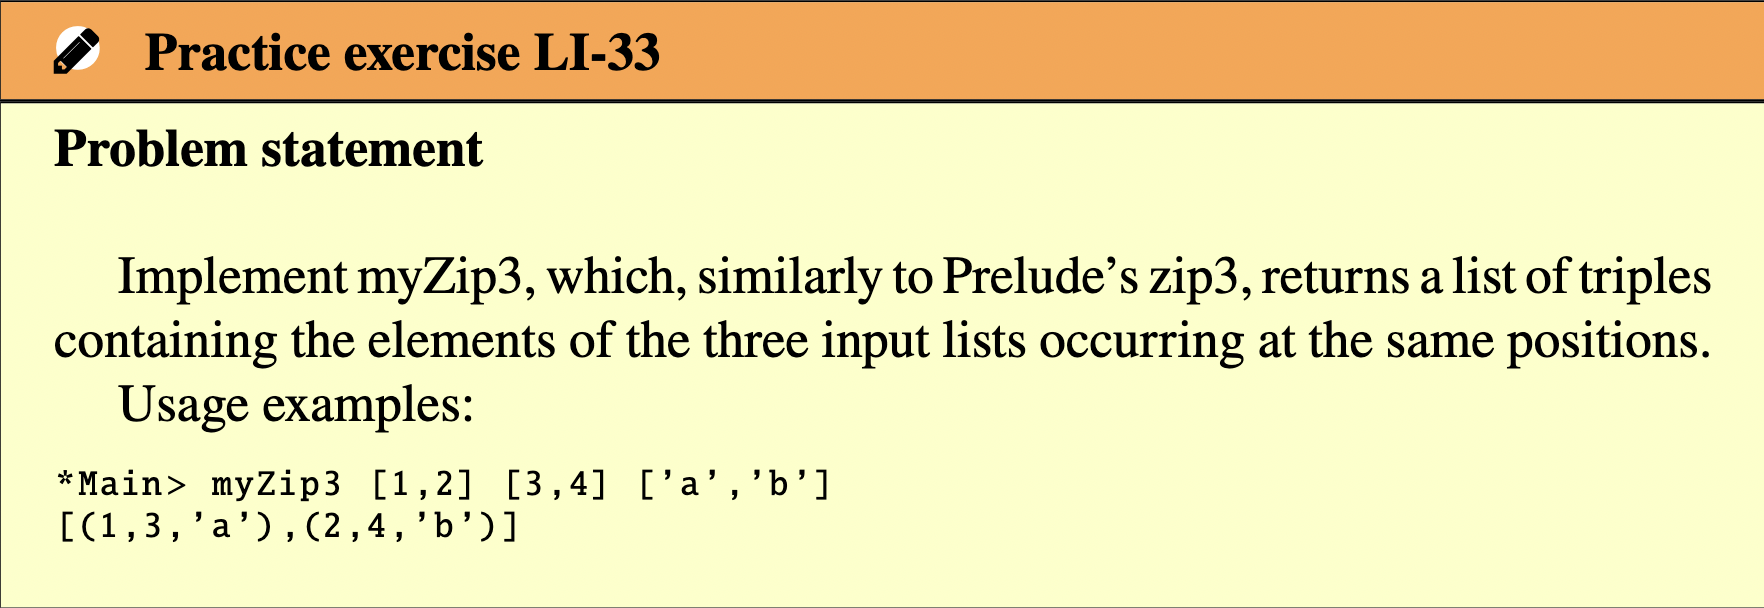 Practice exercise LI-33
Problem statement
Implement myZip3, which, similarly to Prelude’s zip3, returns a list of triples
containing the elements of the three input lists occurring at the same positions.
Usage examples:
*Main> myZip3 [1,2] [3,4] [’a’,’b’]
[(1,3,’a’),(2,4,’b’)]